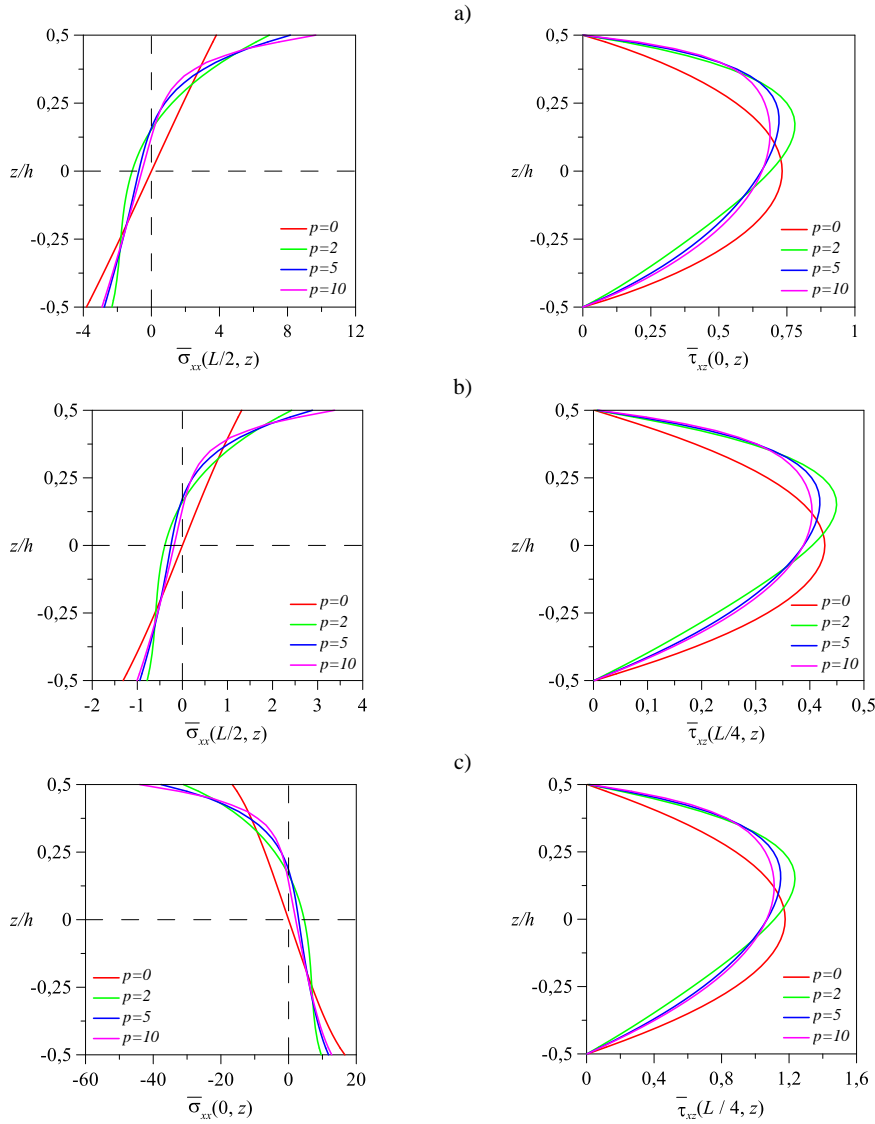 a)
0,5
0,25
0
-0,25
-0,5
z/h
-4
0
4
8
12
p=0
p=2
p=5
p=10
σ̅xx(L/2, z)
0,5
0,25
0
-0,25
-0,5
z/h
0
0,25
0,5
0,75
1
p=0
p=2
p=5
p=10
τ̅xz(0, z)
b)
0,5
0,25
0
-0,25
-0,5
z/h
-2
-1
0
1
2
3
4
p=0
p=2
p=5
p=10
σ̅xx(L/2, z)
0,5
0,25
0
-0,25
-0,5
z/h
0
0,1
0,2
0,3
0,4
0,5
p=0
p=2
p=5
p=10
τ̅xz(L/4, z)
c)
0,5
0,25
0
-0,25
-0,5
z/h
-60
-40
-20
0
20
p=0
p=2
p=5
p=10
σ̅xx(0, z)
0,5
0,25
0
-0,25
-0,5
z/h
0
0,4
0,8
1,2
1,6
p=0
p=2
p=5
p=10
τ̅xz(L / 4, z)